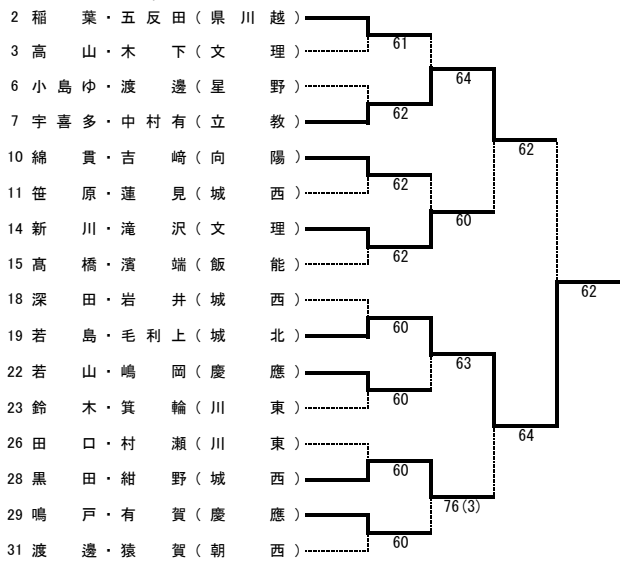 2 稲 葉・五反田(県川越)
3 高 山・木 下(文 理)
61
64
6 小島ゆ・渡 邊(星 野)
62
7 宇喜多・中村有(立 教)
62
10 綿 貫・吉 﨑(向 陽)
62
11 笹 原・蓮 見(城 西)
60
14 新 川・滝 沢(文 理)
62
15 髙 橋・濱 端(飯 能)
62
18 深 田・岩 井(城 西)
60
19 若 島・毛利上(城 北)
63
22 若 山・嶋 岡(慶 應)
60
23 鈴 木・箕 輪(川 東)
64
26 田 口・村 瀬(川 東)
60
28 黒 田・紺 野(城 西)
76(3)
29 鳴 戸・有 賀(慶 應)
60
31 渡 邊・猿 賀(朝 西)